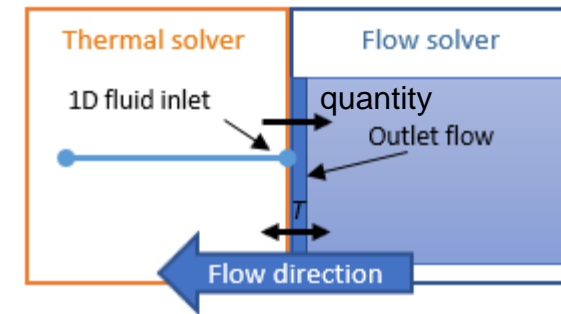 Thermal solver
Flow solver
1D fluid inlet
quantity
Outlet flow
T
Flow direction